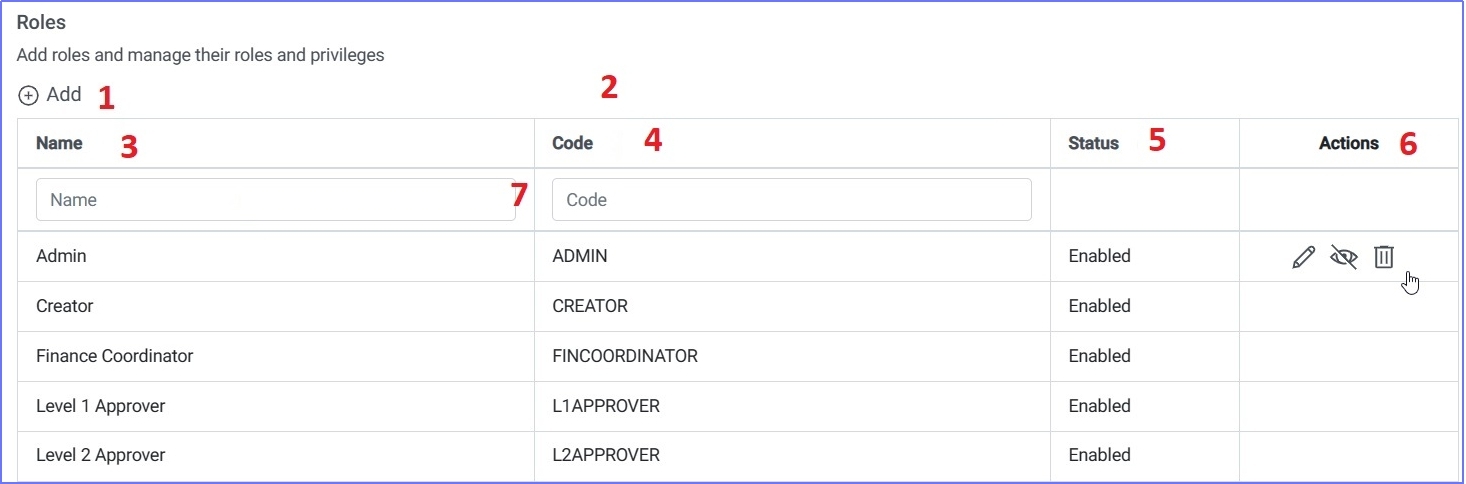 Roles
Add roles and manage their roles and privileges
Add 1 2
Name 3 Code 4 Status 5 Actions 6
Name 7 Code
Admin ADMIN Enabled
Creator CREATOR Enabled
Finance Coordinator FINCOORDINATOR Enabled
Level 1 Approver L1APPROVER Enabled
Level 2 Approver L2APPROVER Enabled